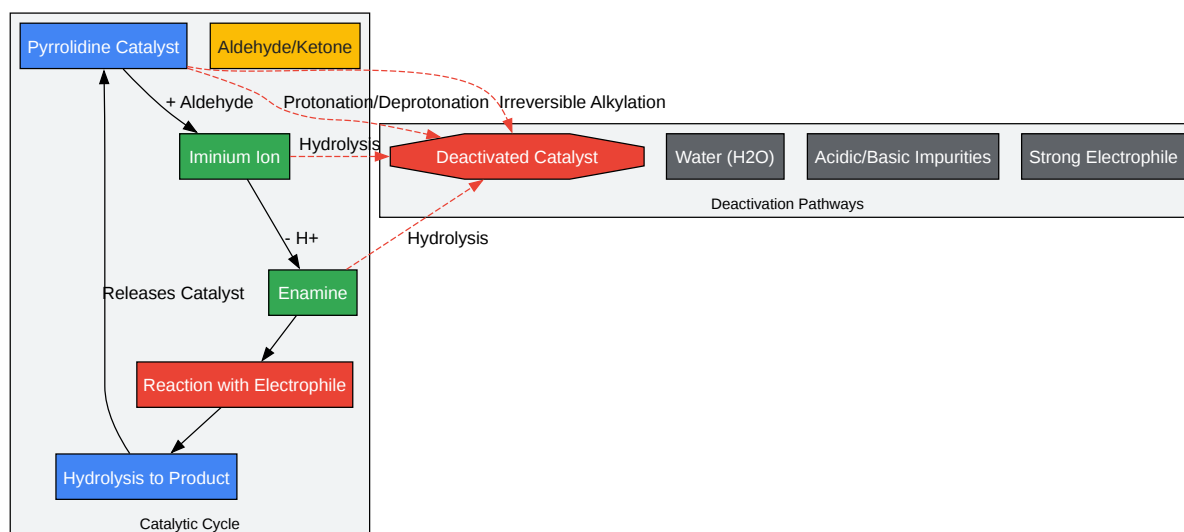 Pyrrolidine Catalyst
Aldehyde/Ketone
+ Aldehyde
Protonation/Deprotonation
Irreversible Alkylation
Iminium Ion
Hydrolysis
Deactivated Catalyst
Water (H2O)
Acidic/Basic Impurities
Strong Electrophile
Deactivation Pathways
- H+
Hydrolysis
Enamine
Releases Catalyst
Reaction with Electrophile
Hydrolysis to Product
Catalytic Cycle